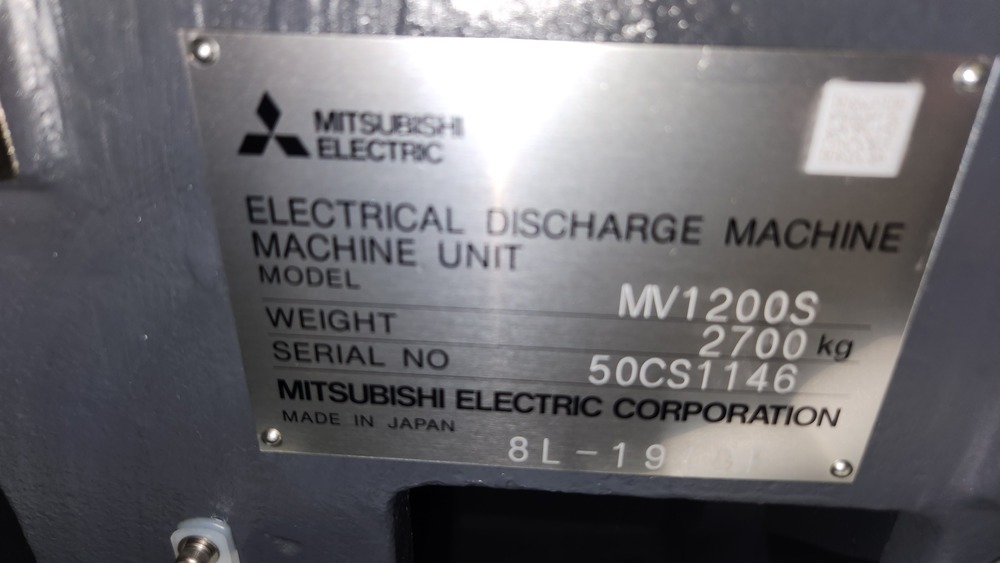 MITSUBISHI
ELECTRIC
ELECTRICAL DISCHARGE MACHINE
MACHINE UNIT
MODEL MV1200S
WEIGHT 2700 kg
SERIAL NO 50CS1146
MITSUBISHI ELECTRIC CORPORATION
MADE IN JAPAN